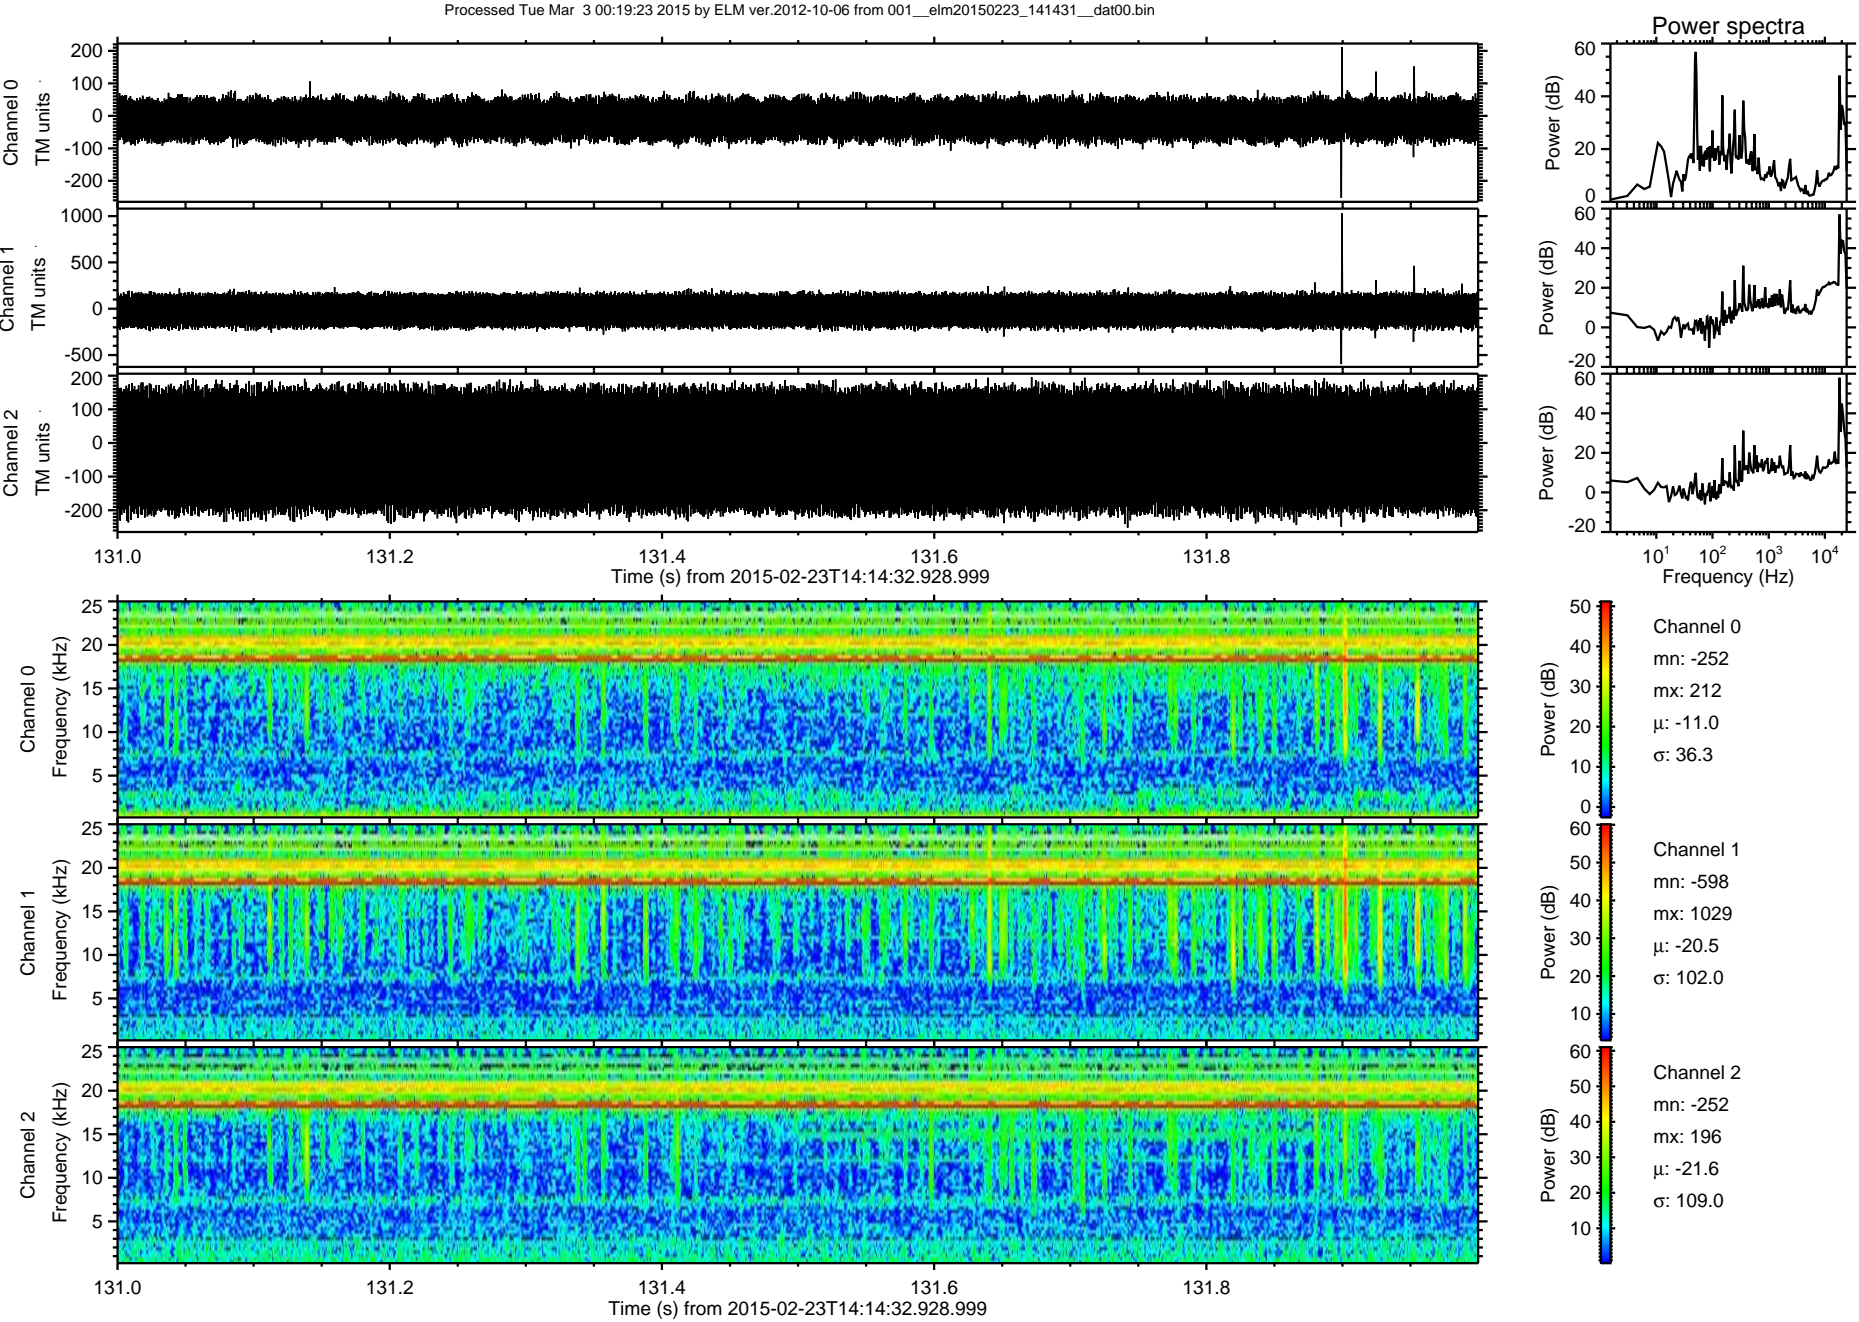 Processed Tue Mar  3 00:19:23 2015 by ELM ver.2012-10-06 from 001__elm20150223_141431__dat00.bin
Power spectra
Channel 0
TM units
200
100
0
-100
-200
Power (dB)
60
40
20
0
Channel 1
TM units
1000
500
0
-500
Power (dB)
60
40
20
0
-20
Channel 2
TM units
200
100
0
-100
-200
Power (dB)
60
40
20
0
-20
131.0 131.2 131.4 131.6 131.8
Time (s) from 2015-02-23T14:14:32.928.999
10¹ 10² 10³ 10⁴
Frequency (Hz)
Channel 0
Frequency (kHz)
25
20
15
10
5
Power (dB)
50
40
30
20
10
0
Channel 0
mn: -252
mx: 212
μ: -11.0
σ: 36.3
Channel 1
Frequency (kHz)
25
20
15
10
5
Power (dB)
60
50
40
30
20
10
Channel 1
mn: -598
mx: 1029
μ: -20.5
σ: 102.0
Channel 2
Frequency (kHz)
25
20
15
10
5
Power (dB)
60
50
40
30
20
10
Channel 2
mn: -252
mx: 196
μ: -21.6
σ: 109.0
131.0 131.2 131.4 131.6 131.8
Time (s) from 2015-02-23T14:14:32.928.999